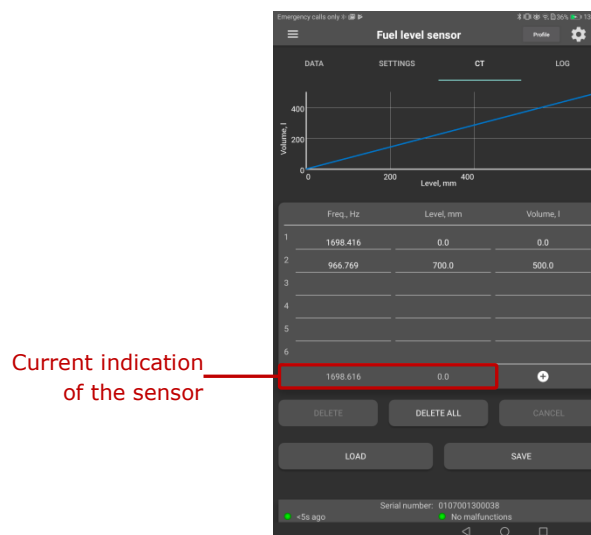 Emergency calls only
36% 13
Fuel level sensor
Profile
DATA SETTINGS CT LOG
Volume, l
400
200
0
0 200 400
Level, mm
Freq., Hz Level, mm Volume, l
1 1698.416 0.0 0.0
2 966.769 700.0 500.0
3
4
5
6
Current indication
of the sensor
1698.616 0.0
DELETE DELETE ALL CANCEL
LOAD SAVE
Serial number: 0107001300038
<5s ago No malfunctions